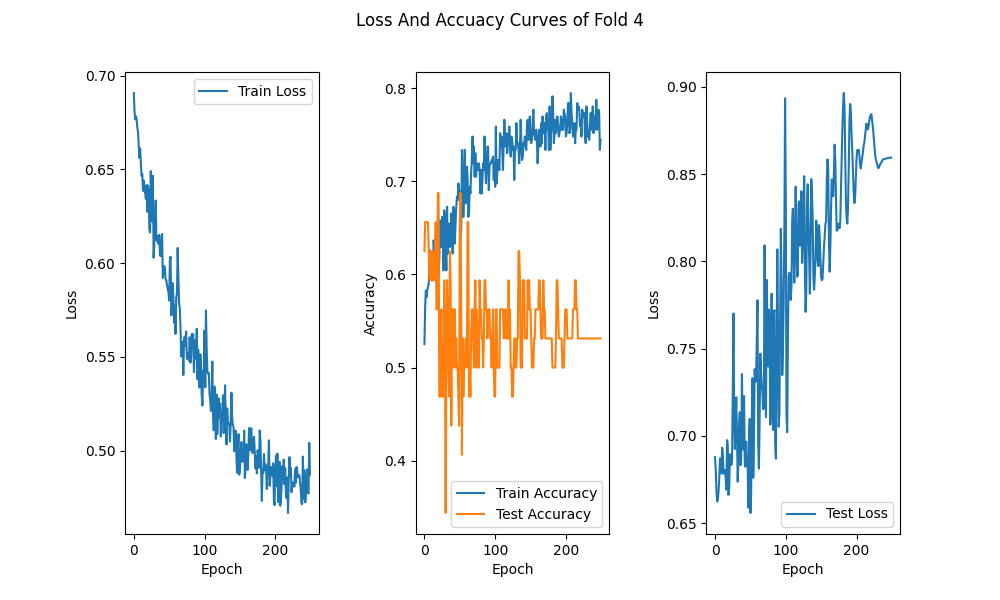 Loss And Accuacy Curves of Fold 4
0.70
0.65
0.60
0.55
0.50
Loss
0
100
200
Epoch
Train Loss
0.8
0.7
0.6
0.5
0.4
Accuracy
0
100
200
Epoch
Train Accuracy
Test Accuracy
0.90
0.85
0.80
0.75
0.70
0.65
Loss
0
100
200
Epoch
Test Loss